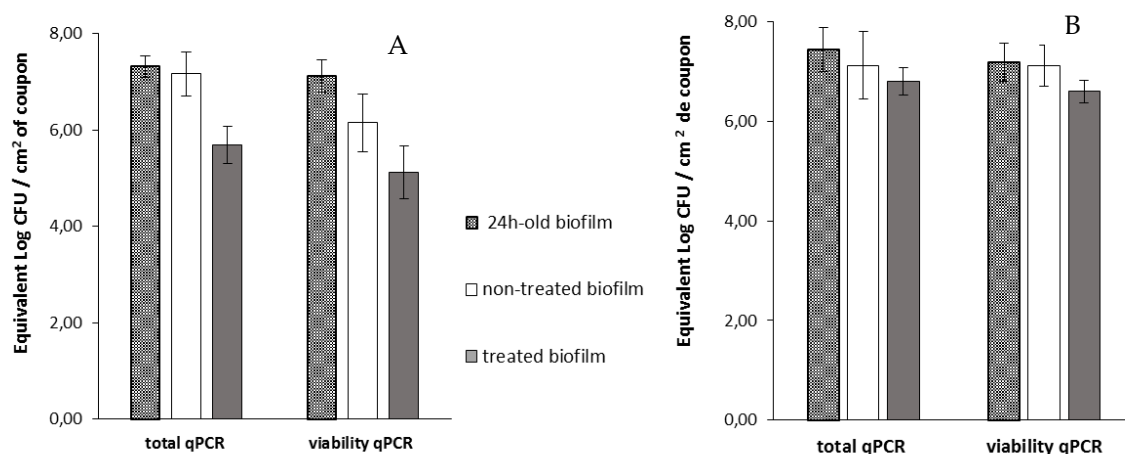 A
Equivalent Log CFU / cm² of coupon
8,00
6,00
4,00
2,00
0,00
total qPCR
viability qPCR
24h-old biofilm
non-treated biofilm
treated biofilm
B
Equivalent Log CFU / cm ² de coupon
8,00
6,00
4,00
2,00
0,00
total qPCR
viability qPCR